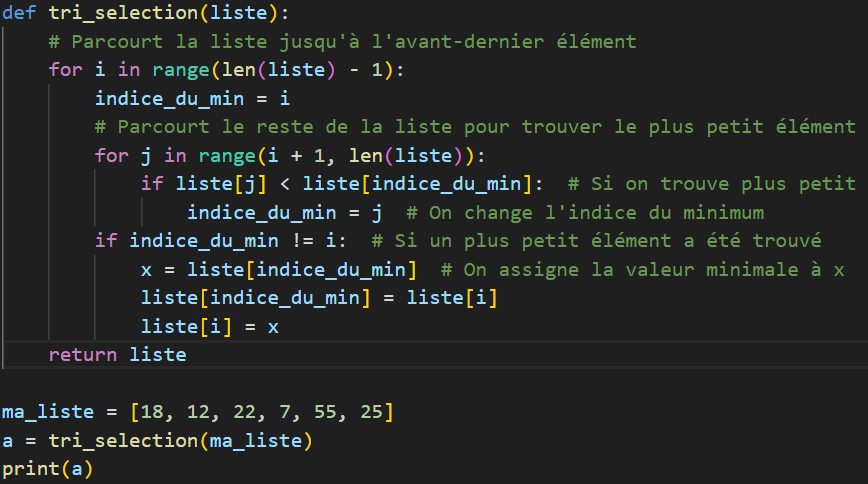 def tri_selection(liste):
    # Parcourt la liste jusqu'à l'avant-dernier élément
    for i in range(len(liste) - 1):
        indice_du_min = i
        # Parcourt le reste de la liste pour trouver le plus petit élément
        for j in range(i + 1, len(liste)):
            if liste[j] < liste[indice_du_min]:  # Si on trouve plus petit
                indice_du_min = j  # On change l'indice du minimum
        if indice_du_min != i:  # Si un plus petit élément a été trouvé
            x = liste[indice_du_min]  # On assigne la valeur minimale à x
            liste[indice_du_min] = liste[i]
            liste[i] = x
    return liste

ma_liste = [18, 12, 22, 7, 55, 25]
a = tri_selection(ma_liste)
print(a)